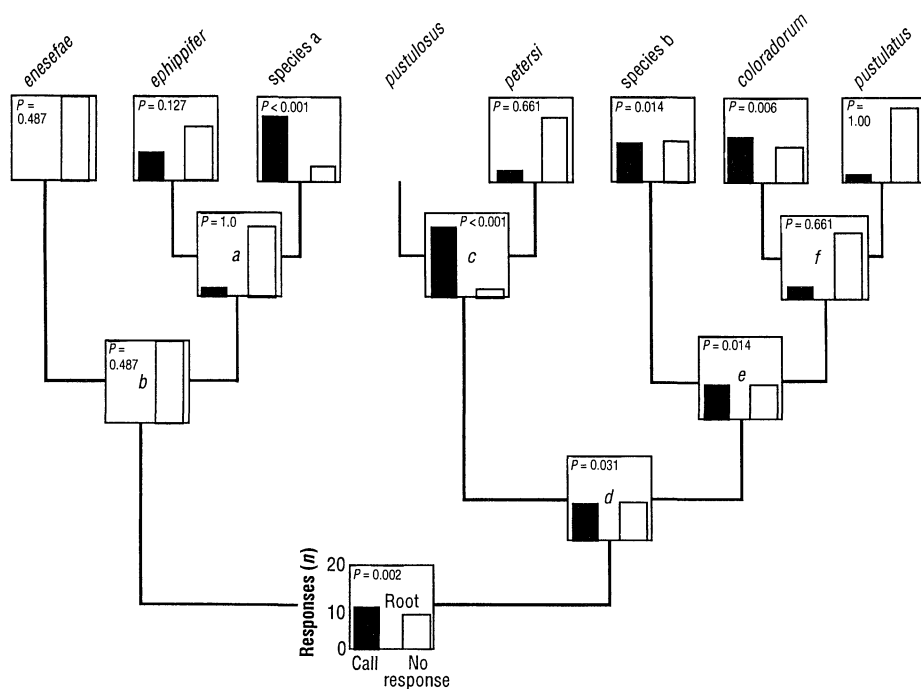 enesefae
ephippifer
species a
pustulosus
petersi
species b
coloradorum
pustulatus
P =
0.487
P = 0.127
P < 0.001
P = 0.661
P = 0.014
P = 0.006
P =
1.00
P = 1.0
a
P < 0.001
c
P = 0.661
f
P =
0.487
b
P = 0.014
e
P = 0.031
d
Responses (n)
20
10
0
P = 0.002
Root
Call
No
response